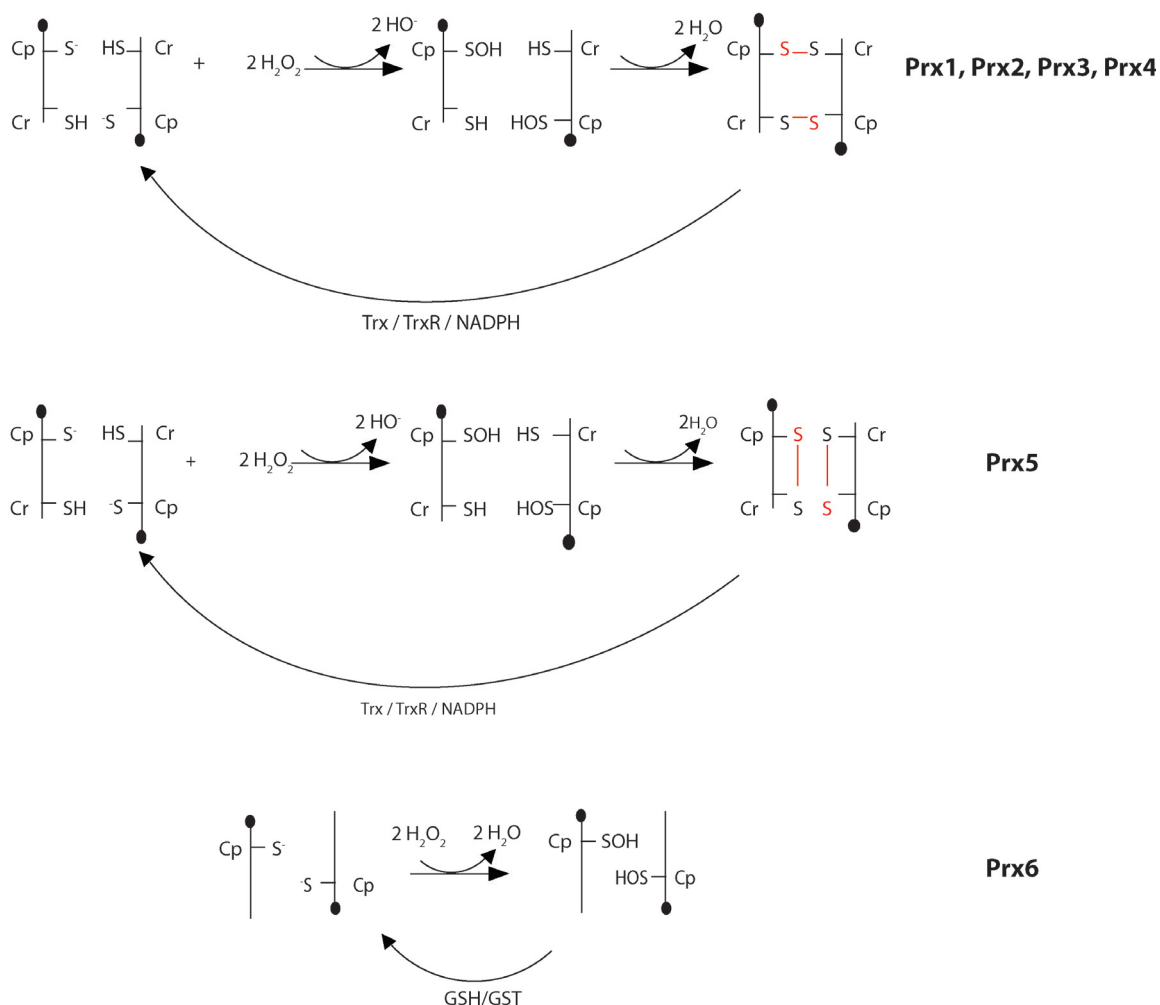 2 HO⁻ 2 H₂O
Cp S⁻ HS Cr Cp SOH HS Cr Cp S S Cr
+ 2 H₂O₂ Prx1, Prx2, Prx3, Prx4
Cr SH ⁻S Cp Cr SH HOS Cp Cr S S Cp
Trx / TrxR / NADPH
2 HO⁻ 2H₂O
Cp S⁻ HS Cr Cp SOH HS Cr Cp S S Cr
+ 2 H₂O₂ Prx5
Cr SH ⁻S Cp Cr SH HOS Cp Cr S S Cp
Trx / TrxR / NADPH
2 H₂O₂ 2 H₂O
Cp S⁻ Cp SOH
⁻S Cp HOS Cp Prx6
GSH/GST